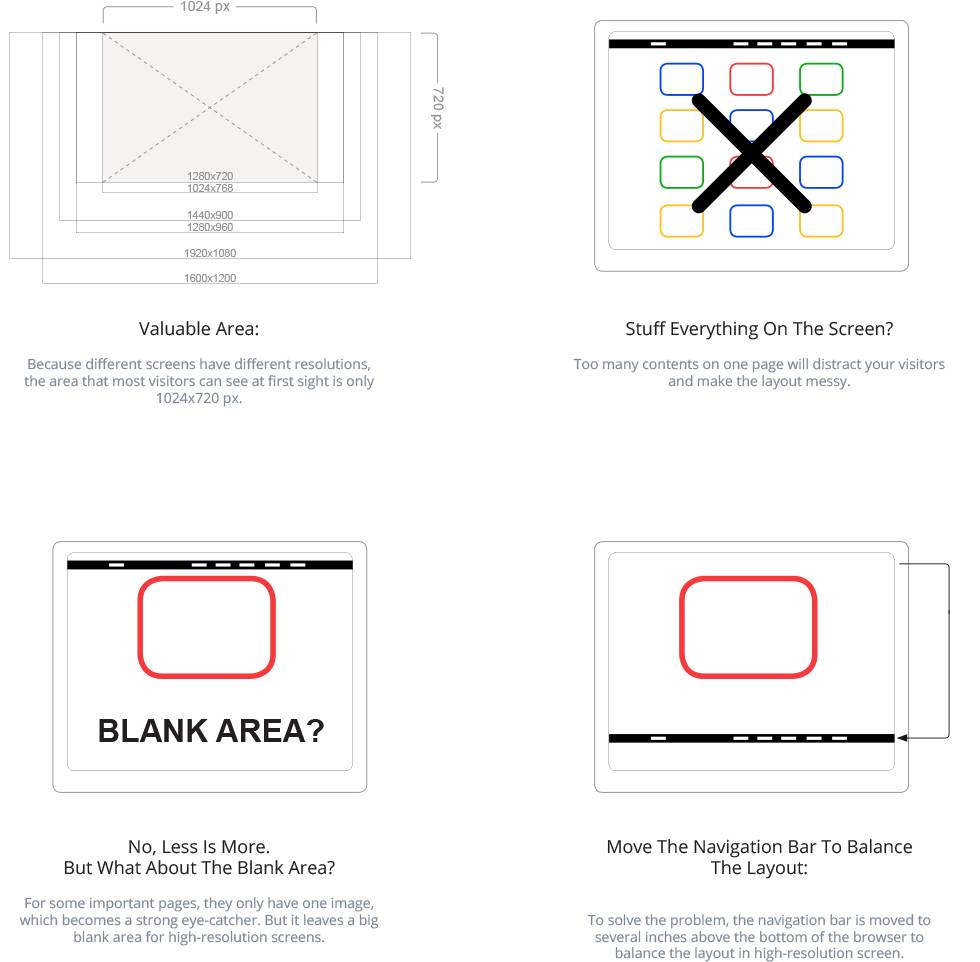 1024 px
720 px
1280x720
1024x768
1440x900
1280x960
1920x1080
1600x1200
Valuable Area:
Because different screens have different resolutions,
the area that most visitors can see at first sight is only
1024x720 px.
Stuff Everything On The Screen?
Too many contents on one page will distract your visitors
and make the layout messy.
BLANK AREA?
No, Less Is More.
But What About The Blank Area?
For some important pages, they only have one image,
which becomes a strong eye-catcher. But it leaves a big
blank area for high-resolution screens.
Move The Navigation Bar To Balance
The Layout:
To solve the problem, the navigation bar is moved to
several inches above the bottom of the browser to
balance the layout in high-resolution screen.